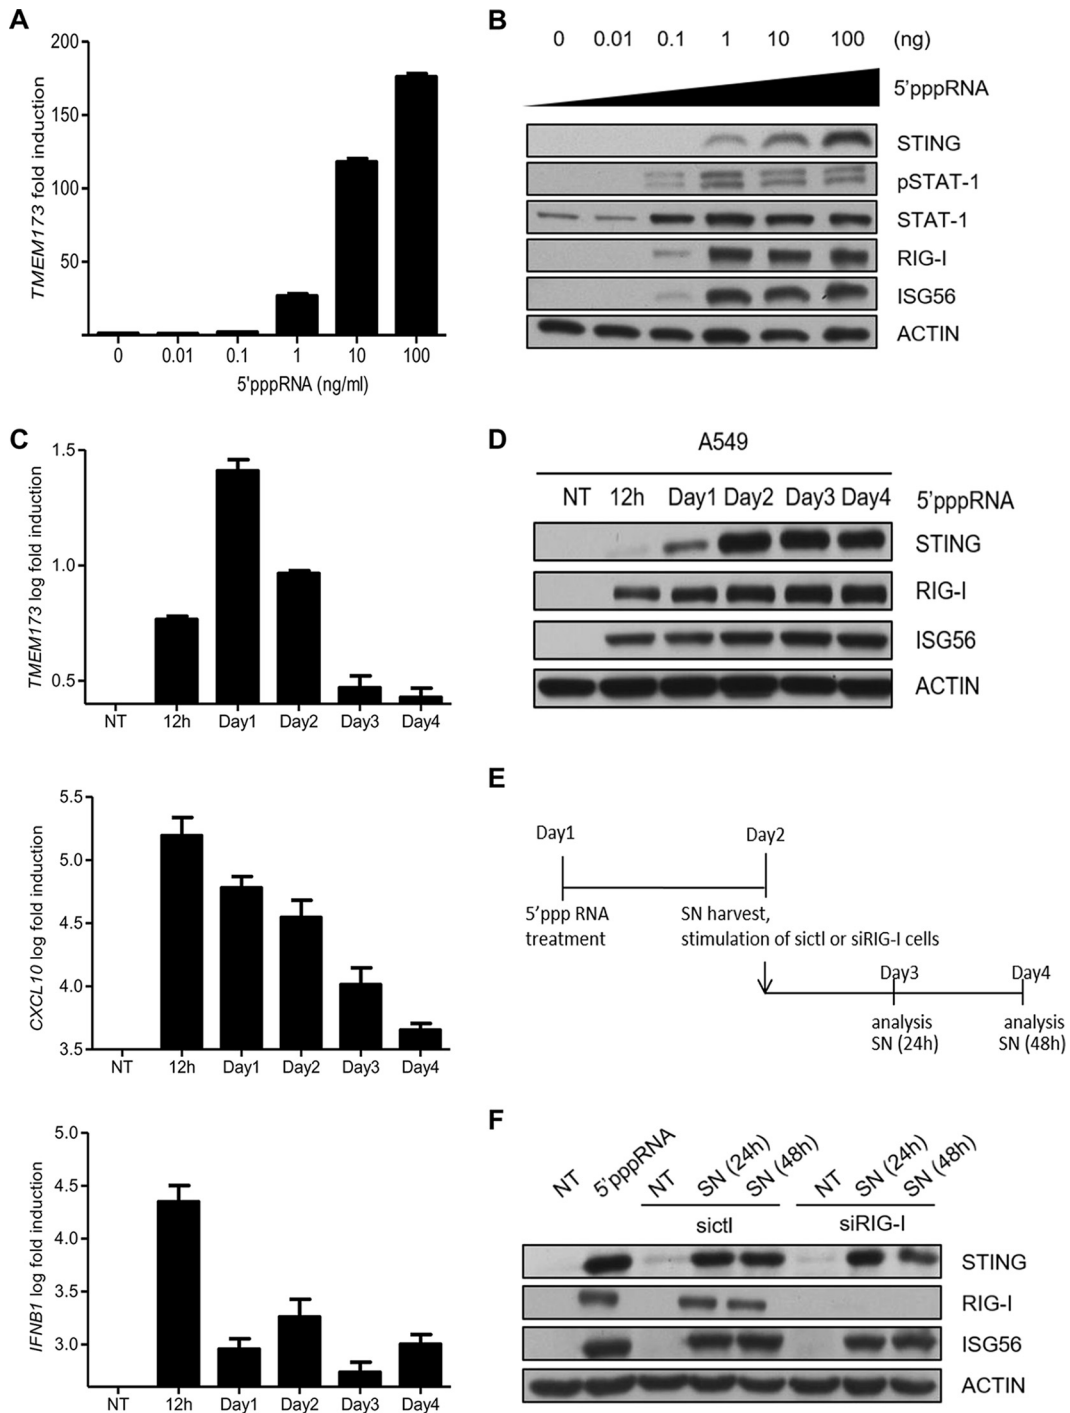 A
200
150
100
50
TMEM173 fold induction
0 0.01 0.1 1 10 100
5'pppRNA (ng/ml)
B
0 0.01 0.1 1 10 100 (ng)
5'pppRNA
STING
pSTAT-1
STAT-1
RIG-I
ISG56
ACTIN
C
1.5
1.0
0.5
TMEM173 log fold induction
NT 12h Day1 Day2 Day3 Day4
5.5
5.0
4.5
4.0
3.5
CXCL10 log fold induction
NT 12h Day1 Day2 Day3 Day4
5.0
4.5
4.0
3.5
3.0
IFNB1 log fold induction
NT 12h Day1 Day2 Day3 Day4
D
A549
NT 12h Day1 Day2 Day3 Day4 5'pppRNA
STING
RIG-I
ISG56
ACTIN
E
Day1 Day2
5'ppp RNA
treatment
SN harvest,
stimulation of sictl or siRIG-I cells
Day3 Day4
analysis
SN (24h)
analysis
SN (48h)
F
NT 5'pppRNA NT SN (24h) SN (48h) NT SN (24h) SN (48h)
sictl siRIG-I
STING
RIG-I
ISG56
ACTIN